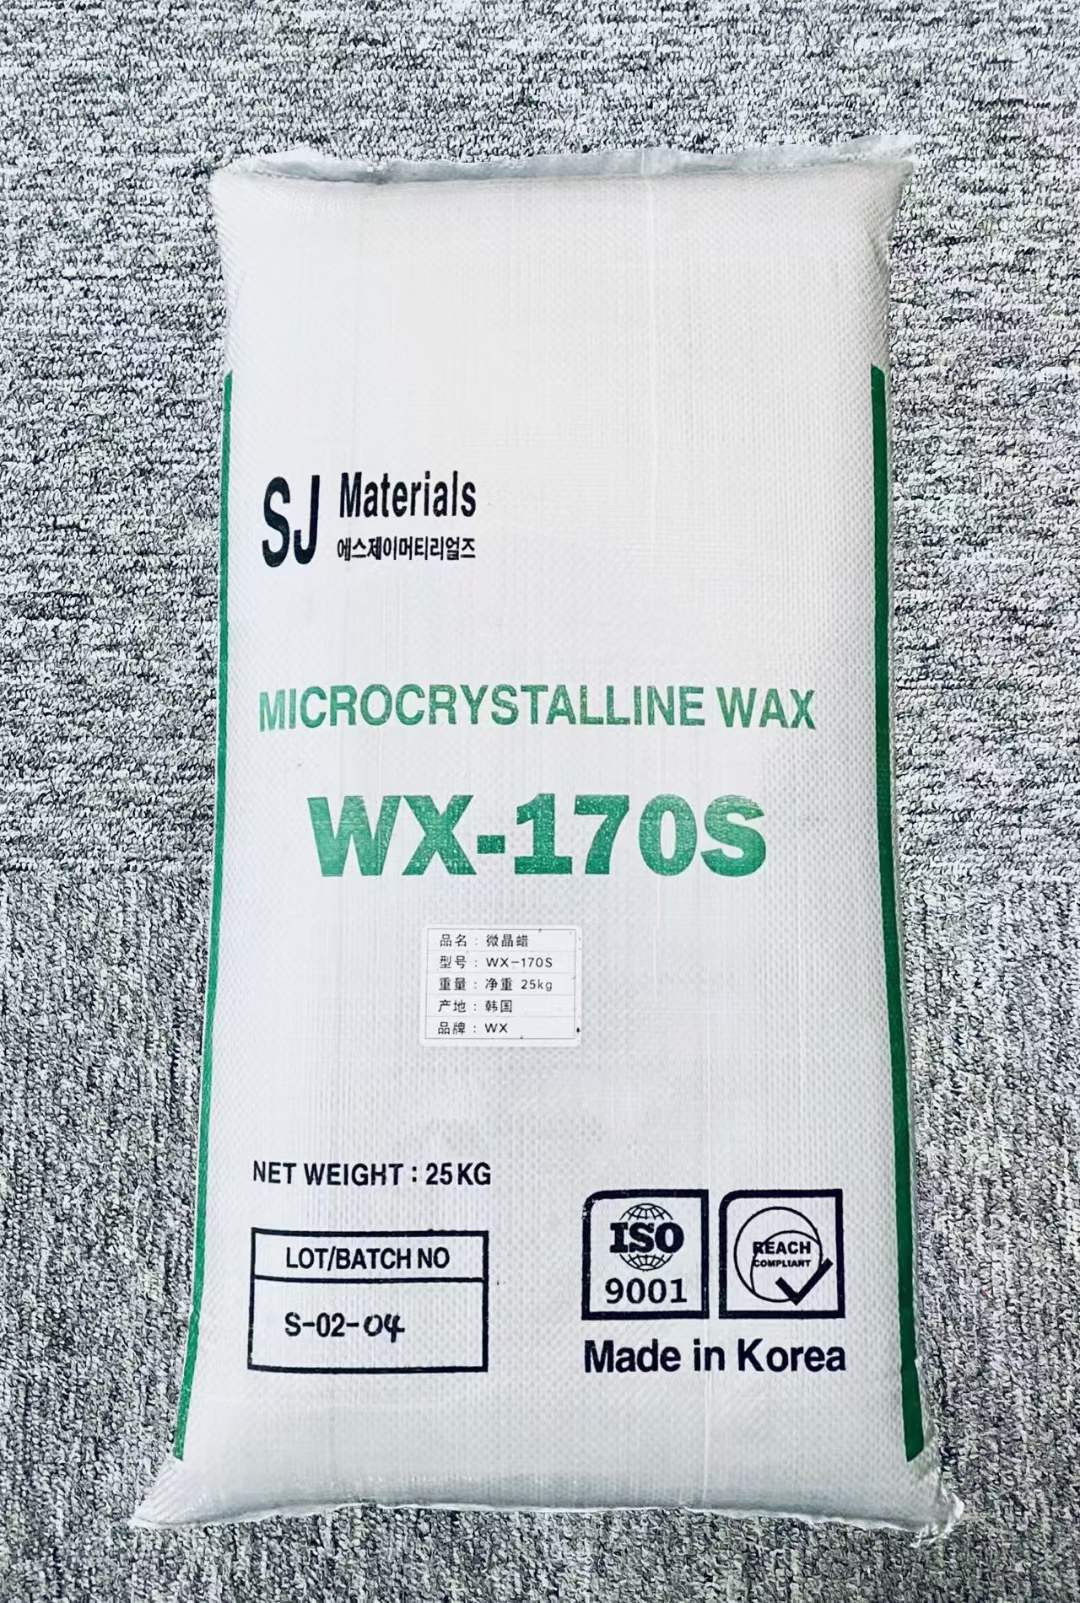 SJ Materials
에스제이머티리얼즈
MICROCRYSTALLINE WAX
WX-170S
品名：微晶蜡
型号：WX-170S
重量：净重 25kg
产地：韩国
品牌：WX
NET WEIGHT : 25KG
LOT/BATCH NO
S-02-04
ISO
9001
REACH
COMPLIANT
Made in Korea